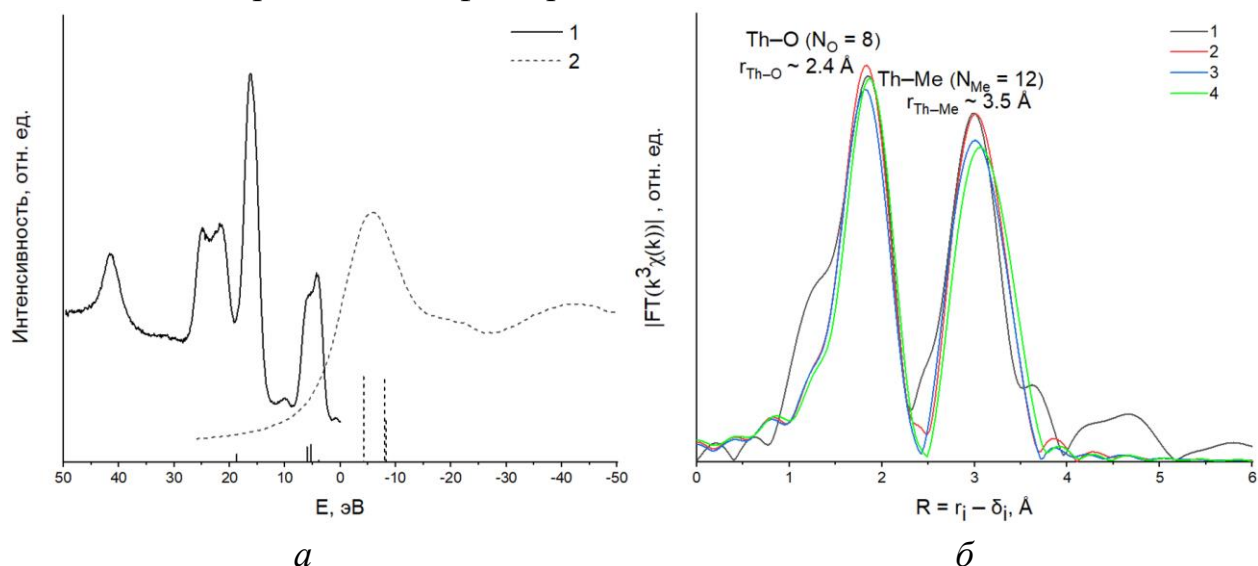 1
2
Интенсивность, отн. ед.
50 40 30 20 10 0 -10 -20 -30 -40 -50
E, эВ
а
Th–O (N_O = 8)
r_Th–O ~ 2.4 Å
Th–Me (N_Me = 12)
r_Th–Me ~ 3.5 Å
1
2
3
4
|FT(k³χ(k))| , отн. ед.
0 1 2 3 4 5 6
R = r_i – δ_i, Å
б